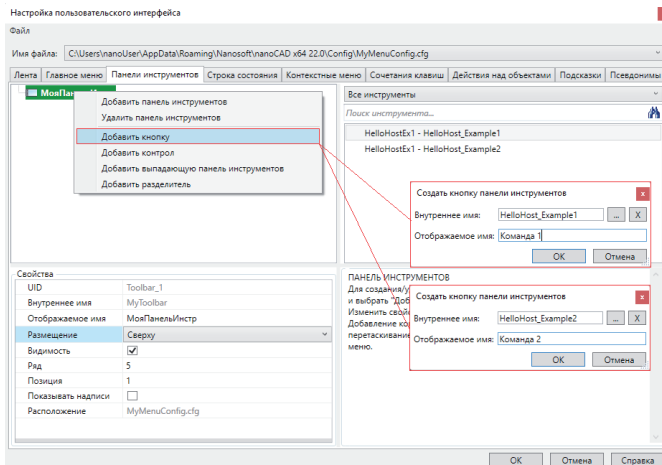 Настройка пользовательского интерфейса
Файл
Имя файла: C:\Users\nanoUser\AppData\Roaming\Nanosoft\nanoCAD x64 22.0\Config\MyMenuConfig.cfg
Лента Главное меню Панели инструментов Строка состояния Контекстные меню Сочетания клавиш Действия над объектами Подсказки Псевдонимы
Добавить панель инструментов
Удалить панель инструментов
Добавить кнопку
Добавить контрол
Добавить выпадающую панель инструментов
Добавить разделитель
Все инструменты
Поиск инструмента...
HelloHostEx1 - HelloHost_Example1
HelloHostEx1 - HelloHost_Example2
Создать кнопку панели инструментов x
Внутреннее имя: HelloHost_Example1 ... X
Отображаемое имя: Команда 1
OK Отмена
Свойства
UID Toolbar_1
Внутреннее имя MyToolbar
Отображаемое имя МояПанельИнстр
Размещение Сверху
Видимость
Ряд 5
Позиция 1
Показывать надписи
Расположение MyMenuConfig.cfg
ПАНЕЛЬ ИНСТРУМЕНТОВ
Для создания/у
и выбрать "Доб
Изменить свой
Добавление ко
перетаскивание
меню.
Создать кнопку панели инструментов x
Внутреннее имя: HelloHost_Example2 ... X
Отображаемое имя: Команда 2
OK Отмена
OK Отмена Справка